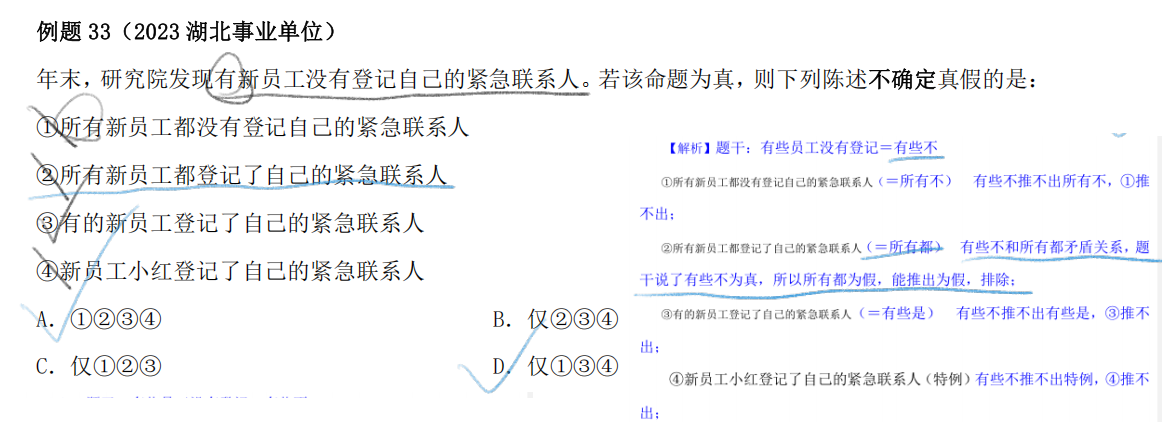 例题 33（2023 湖北事业单位）
年末，研究院发现有新员工没有登记自己的紧急联系人。若该命题为真，则下列陈述不确定真假的是：
①所有新员工都没有登记自己的紧急联系人
②所有新员工都登记了自己的紧急联系人
③有的新员工登记了自己的紧急联系人
④新员工小红登记了自己的紧急联系人
A．①②③④
B．仅②③④
C．仅①②③
D．仅①③④
【解析】题干：有些员工没有登记＝有些不
①所有新员工都没有登记自己的紧急联系人（＝所有不） 有些不推不出所有不，①推
不出；
②所有新员工都登记了自己的紧急联系人（＝所有都） 有些不和所有都矛盾关系，题
干说了有些不为真，所以所有都为假，能推出为假，排除；
③有的新员工登记了自己的紧急联系人（＝有些是） 有些不推不出有些是，③推不
出；
④新员工小红登记了自己的紧急联系人（特例）有些不推不出特例，④推不
出；